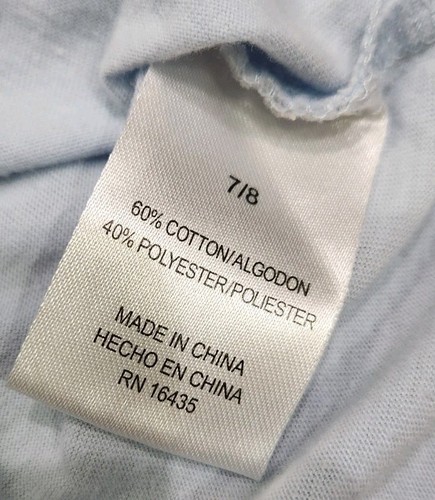 7/8
60% COTTON/ALGODON
40% POLYESTER/POLIESTER
MADE IN CHINA
HECHO EN CHINA
RN 16435